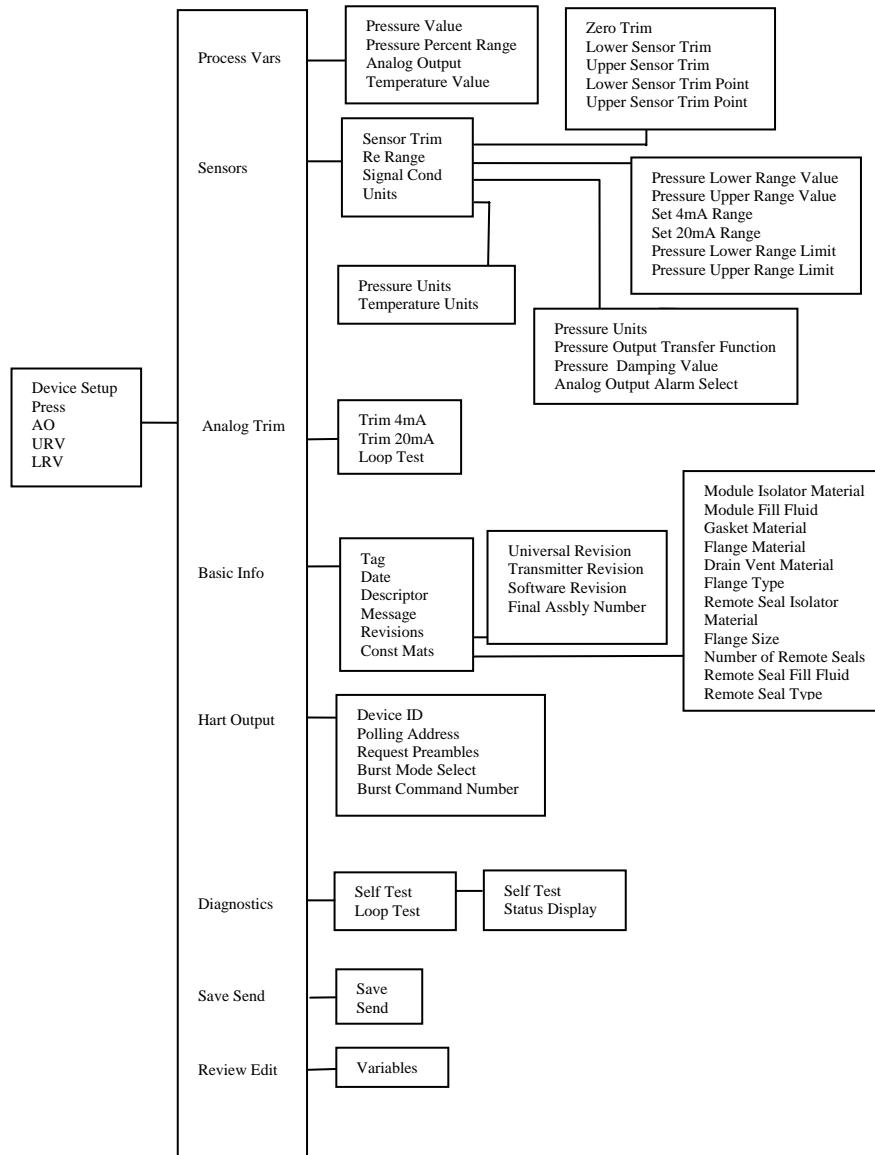 Device Setup
Press
AO
URV
LRV
Process Vars
Pressure Value
Pressure Percent Range
Analog Output
Temperature Value
Sensors
Sensor Trim
Re Range
Signal Cond
Units
Zero Trim
Lower Sensor Trim
Upper Sensor Trim
Lower Sensor Trim Point
Upper Sensor Trim Point
Pressure Lower Range Value
Pressure Upper Range Value
Set 4mA Range
Set 20mA Range
Pressure Lower Range Limit
Pressure Upper Range Limit
Pressure Units
Temperature Units
Pressure Units
Pressure Output Transfer Function
Pressure Damping Value
Analog Output Alarm Select
Analog Trim
Trim 4mA
Trim 20mA
Loop Test
Basic Info
Tag
Date
Descriptor
Message
Revisions
Const Mats
Universal Revision
Transmitter Revision
Software Revision
Final Assbly Number
Module Isolator Material
Module Fill Fluid
Gasket Material
Flange Material
Drain Vent Material
Flange Type
Remote Seal Isolator
Material
Flange Size
Number of Remote Seals
Remote Seal Fill Fluid
Remote Seal Type
Hart Output
Device ID
Polling Address
Request Preambles
Burst Mode Select
Burst Command Number
Diagnostics
Self Test
Loop Test
Self Test
Status Display
Save Send
Save
Send
Review Edit
Variables